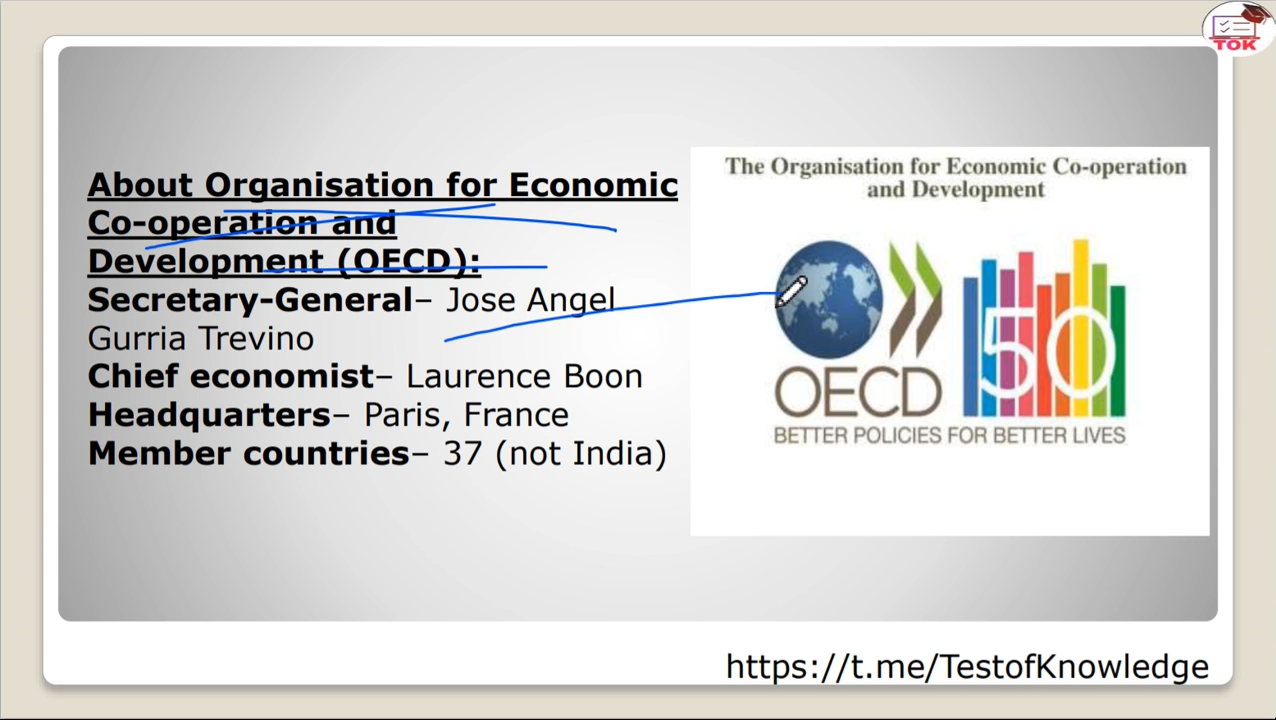 TOK
About Organisation for Economic
Co-operation and
Development (OECD):
Secretary-General– Jose Angel
Gurria Trevino
Chief economist– Laurence Boon
Headquarters– Paris, France
Member countries– 37 (not India)
The Organisation for Economic Co-operation
and Development
50
OECD
BETTER POLICIES FOR BETTER LIVES
https://t.me/TestofKnowledge